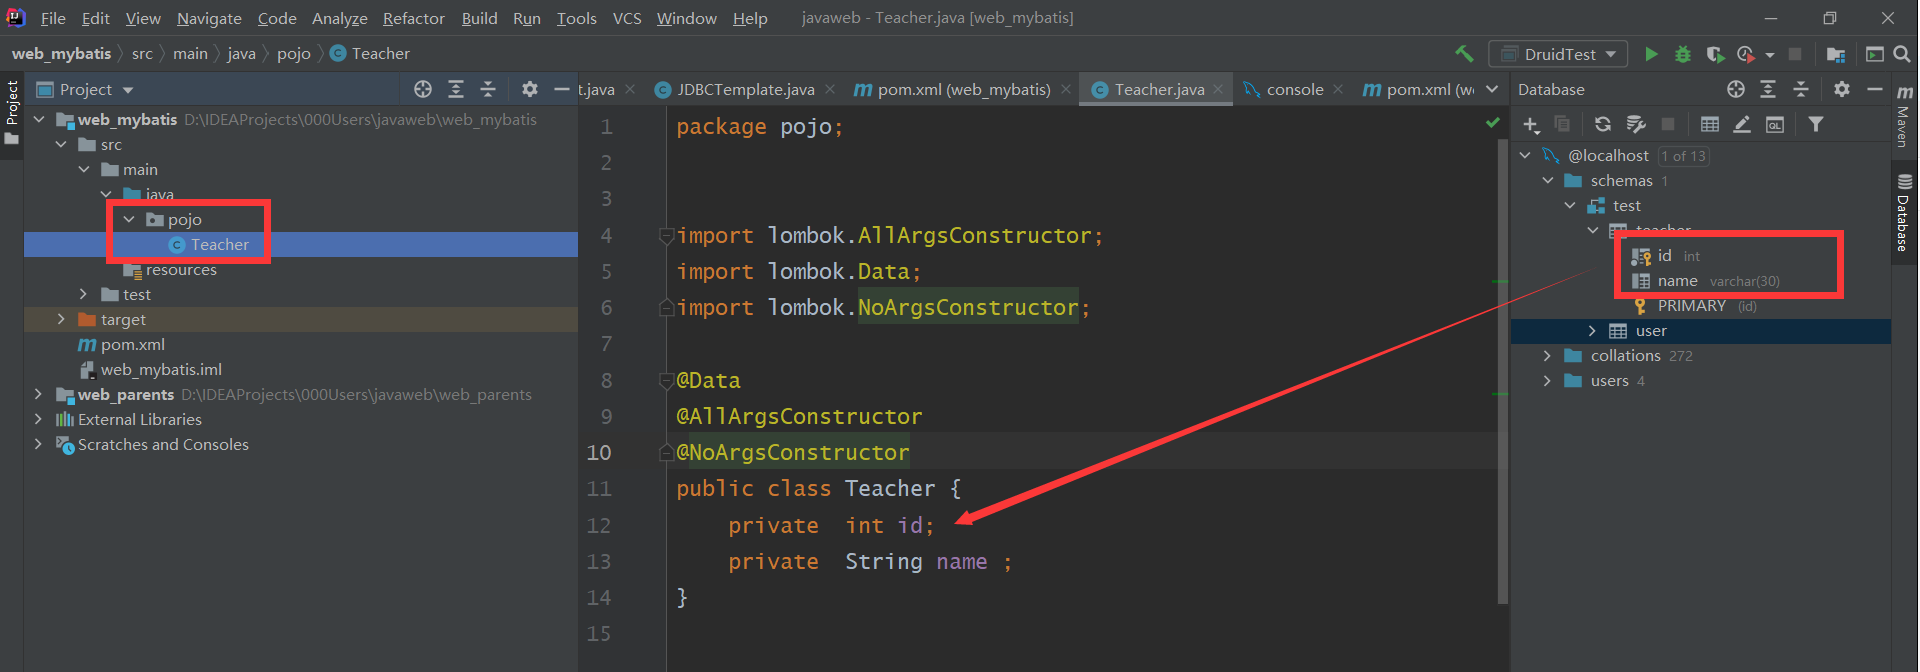 File Edit View Navigate Code Analyze Refactor Build Run Tools VCS Window Help javaweb - Teacher.java [web_mybatis]
web_mybatis src main java pojo Teacher
DruidTest
Project
Project
web_mybatis D:\IDEAProjects\000Users\javaweb\web_mybatis
src
main
java
pojo
Teacher
resources
test
target
pom.xml
web_mybatis.iml
web_parents D:\IDEAProjects\000Users\javaweb\web_parents
External Libraries
Scratches and Consoles
t.java JDBCTemplate.java pom.xml (web_mybatis) Teacher.java console pom.xml (w
1 package pojo;
2
3
4 import lombok.AllArgsConstructor;
5 import lombok.Data;
6 import lombok.NoArgsConstructor;
7
8 @Data
9 @AllArgsConstructor
10 @NoArgsConstructor
11 public class Teacher {
12 private  int id;
13 private  String name ;
14 }
15
Database
@localhost 1 of 13
schemas 1
test
teacher
id int
name varchar(30)
PRIMARY (id)
user
collations 272
users 4
Maven
Database